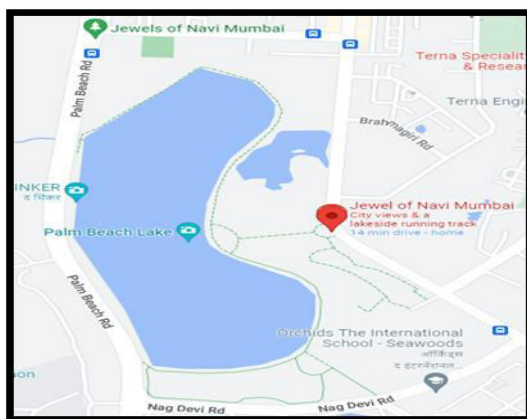 Jewels of Navi Mumbai
Palm Beach Rd
Terna Speciality
& Resear
Terna Engi
Brahmagiri Rd
INKER
द थिंकर
Palm Beach Lake
Jewel of Navi Mumbai
City views & a
lakeside running track
14 min drive - home
Palm Beach Rd
Orchids The International
School - Seawoods
ऑर्किड्स
द इंटरनॅशनल...
on
Nag Devi Rd
Nag Devi Rd